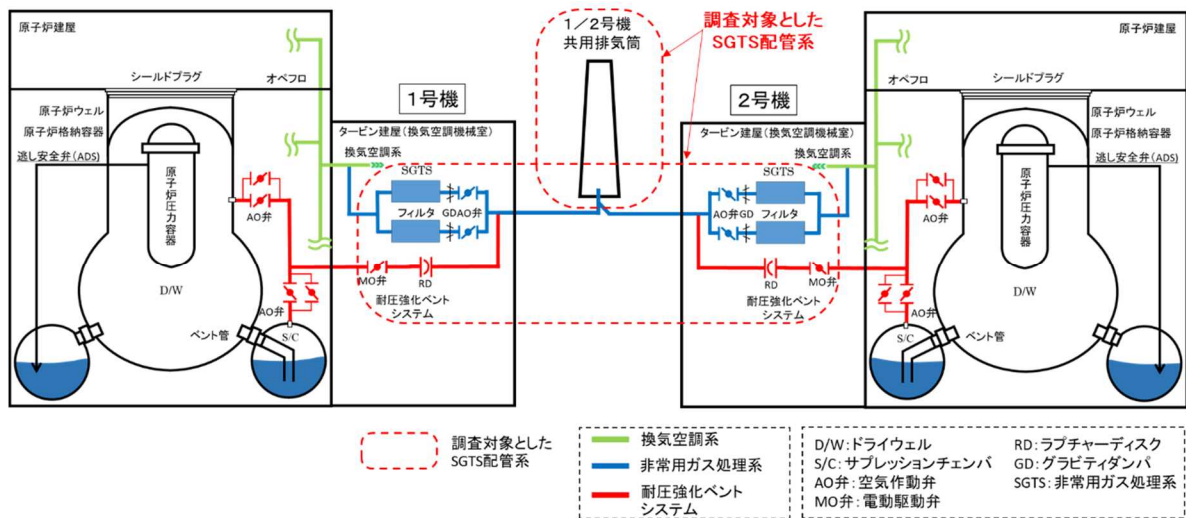 原子炉建屋
シールドプラグ
オペフロ
原子炉ウェル
原子炉格納容器
逃し安全弁(ADS)
原子炉圧力容器
AO弁
D/W
AO弁
ベント管
S/C
1号機
タービン建屋(換気空調機械室)
換気空調系
SGTS
フィルタ
GDAO弁
MO弁
RD
耐圧強化ベント
システム
1/2号機
共用排気筒
調査対象とした
SGTS配管系
2号機
タービン建屋(換気空調機械室)
換気空調系
SGTS
AO弁GD
フィルタ
RD
MO弁
耐圧強化ベント
システム
原子炉建屋
オペフロ
シールドプラグ
原子炉ウェル
原子炉格納容器
逃し安全弁(ADS)
原子炉圧力容器
AO弁
D/W
AO弁
S/C
ベント管
調査対象とした
SGTS配管系
換気空調系
非常用ガス処理系
耐圧強化ベント
システム
D/W:ドライウェル
S/C:サプレッションチェンバ
AO弁:空気作動弁
MO弁:電動駆動弁
RD:ラプチャーディスク
GD:グラビティダンパ
SGTS:非常用ガス処理系